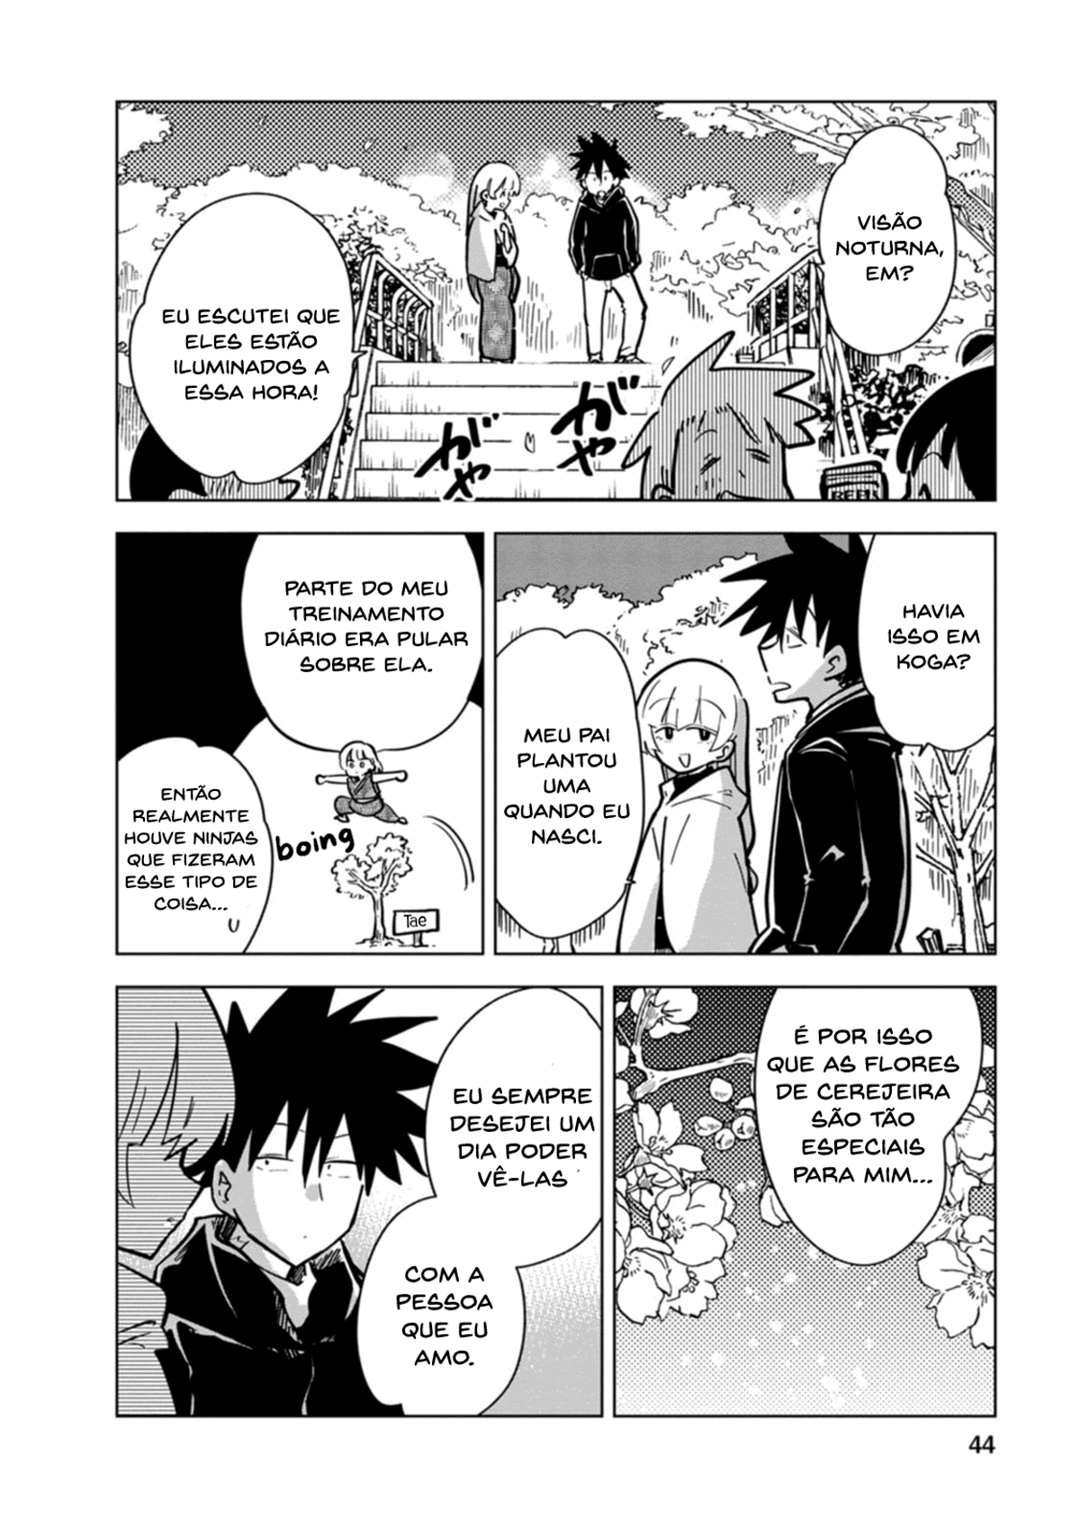 VISÃO
NOTURNA,
EM?
EU ESCUTEI QUE
ELES ESTÃO
ILUMINADOS A
ESSA HORA!
がや
がや
BEER
HAVIA
ISSO EM
KOGA?
MEU PAI
PLANTOU
UMA
QUANDO EU
NASCI.
PARTE DO MEU
TREINAMENTO
DIÁRIO ERA PULAR
SOBRE ELA.
boing
Tae
ENTÃO
REALMENTE
HOUVE NINJAS
QUE FIZERAM
ESSE TIPO DE
COISA...
É POR ISSO
QUE AS FLORES
DE CEREJEIRA
SÃO TÃO
ESPECIAIS
PARA MIM...
EU SEMPRE
DESEJEI UM
DIA PODER
VÊ-LAS
COM A
PESSOA
QUE EU
AMO.
44